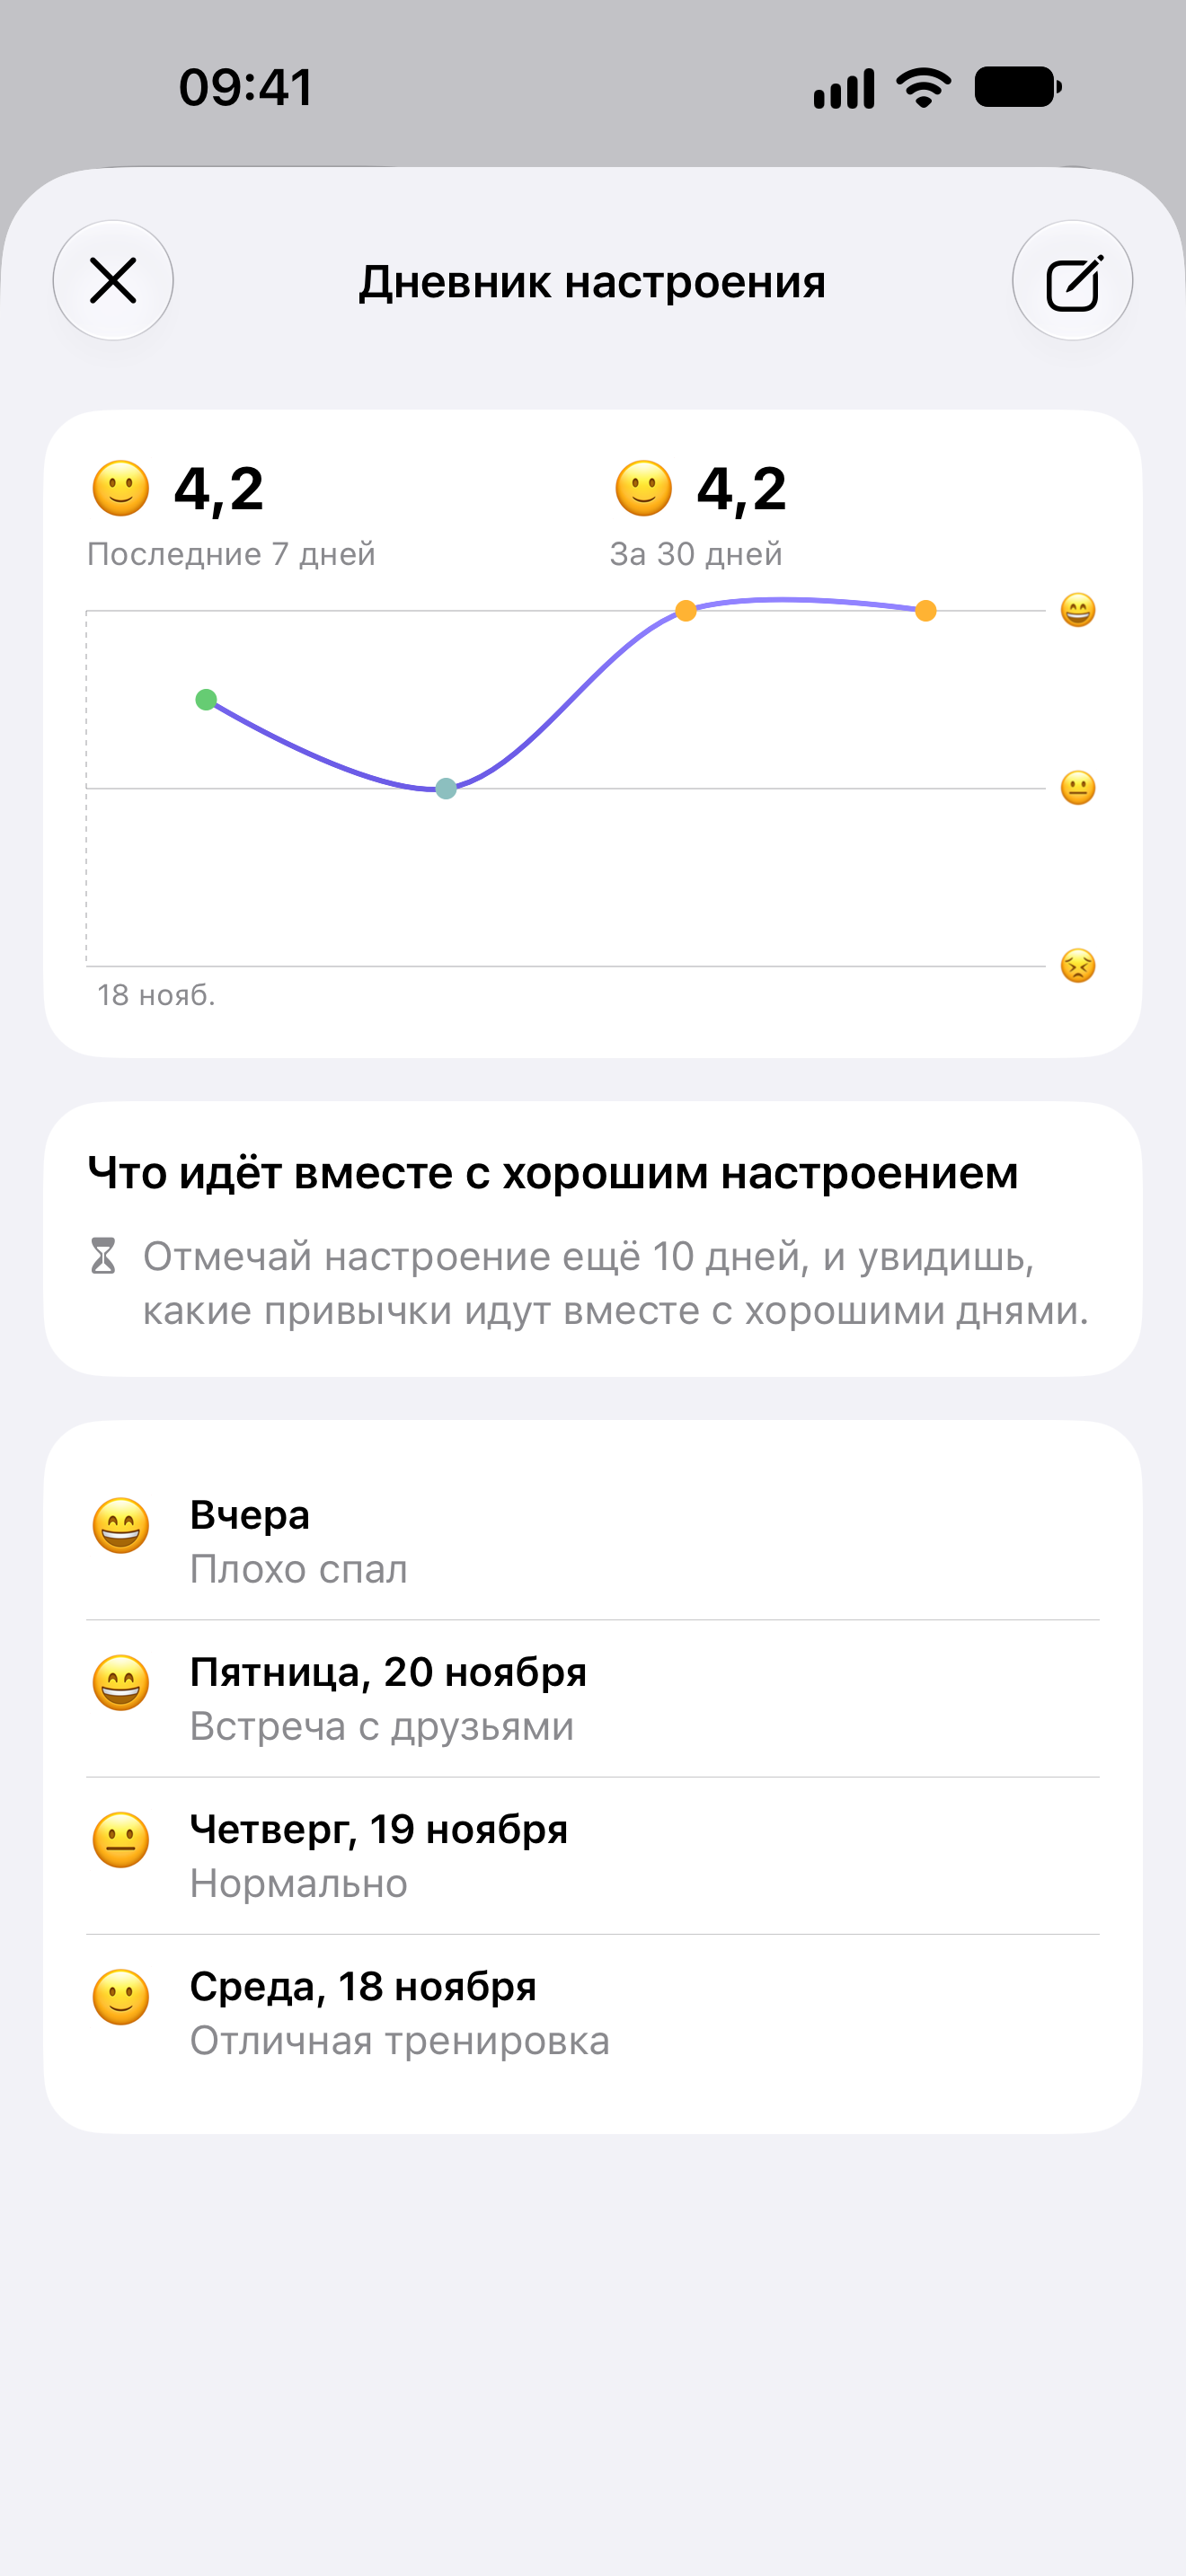 09:41
Дневник настроения
4,2
4,2
Последние 7 дней
За 30 дней
18 нояб.
Что идёт вместе с хорошим настроением
Отмечай настроение ещё 10 дней, и увидишь,
какие привычки идут вместе с хорошими днями.
Вчера
Плохо спал
Пятница, 20 ноября
Встреча с друзьями
Четверг, 19 ноября
Нормально
Среда, 18 ноября
Отличная тренировка